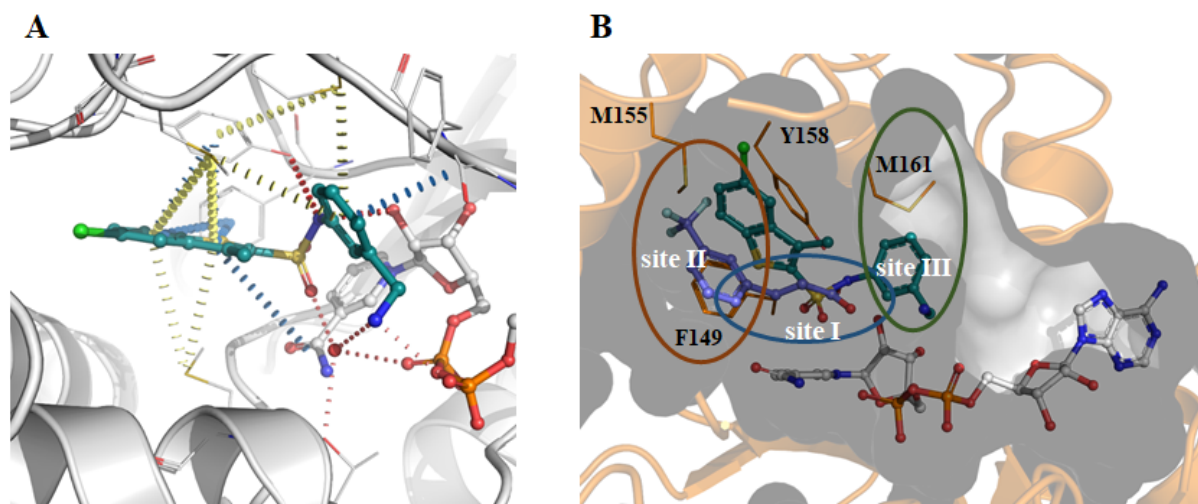 A
B
M155
Y158
M161
site II
site III
site I
F149